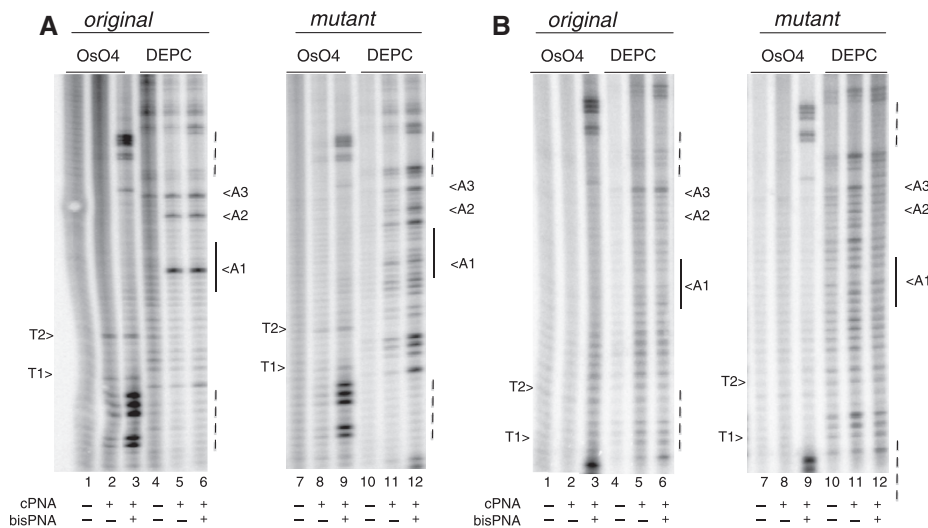 A original mutant B original mutant
OsO4 DEPC OsO4 DEPC OsO4 DEPC OsO4 DEPC
<A3 <A3 <A3 <A3
<A2 <A2 <A2 <A2
<A1 <A1 <A1 <A1
T2> T2> T2> T2>
T1> T1> T1> T1>
1 2 3 4 5 6 7 8 9 10 11 12 1 2 3 4 5 6 7 8 9 10 11 12
cPNA – + + – + + – + + – + + cPNA – + + – + + – + + – + +
bisPNA – – + – – + – – + – – + bisPNA – – + – – + – – + – – +